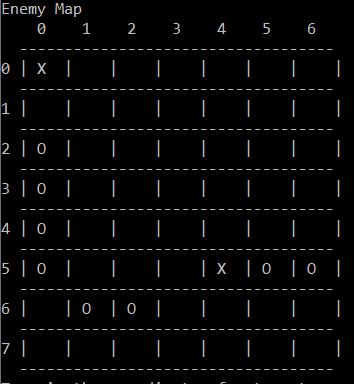 Enemy Map
    0    1    2    3    4    5    6
  -----------------------------------
0 | X  |    |    |    |    |    |    |
  -----------------------------------
1 |    |    |    |    |    |    |    |
  -----------------------------------
2 | O  |    |    |    |    |    |    |
  -----------------------------------
3 | O  |    |    |    |    |    |    |
  -----------------------------------
4 | O  |    |    |    |    |    |    |
  -----------------------------------
5 | O  |    |    |    | X  | O  | O  |
  -----------------------------------
6 |    | O  | O  |    |    |    |    |
  -----------------------------------
7 |    |    |    |    |    |    |    |
  -----------------------------------